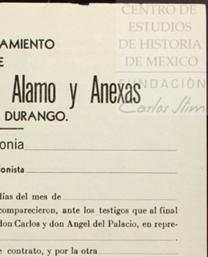 CENTRO DE
ESTUDIOS
DE HISTORIA
DE MEXICO
FUNDACIÓN
Carlos Slim
AMIENTO
E
Alamo y Anexas
DURANGO.
onia
ionista
días del mes de
comparecieron, ante los testigos que al final
don Carlos y don Angel del Palacio, en repre-
e contrato, y por la otra